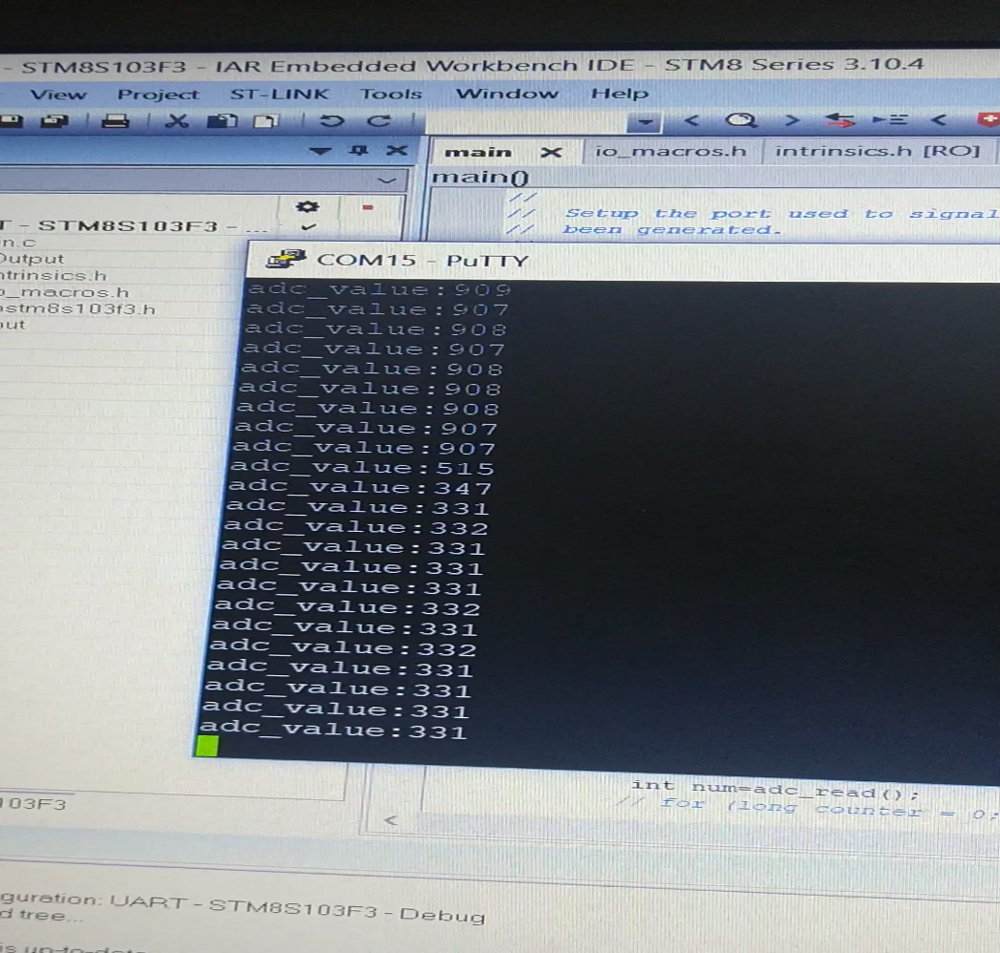 - STM8S103F3 - IAR Embedded Workbench IDE - STM8 Series 3.10.4
View Project ST-LINK Tools Window Help
main io_macros.h intrinsics.h [RO]
main()
//
// Setup the port used to signal
// been generated.
- STM8S103F3 - ...
n.c
Output
ntrinsics.h
o_macros.h
stm8s103f3.h
ut
COM15 - PuTTY
adc_value:909
adc_value:907
adc_value:908
adc_value:907
adc_value:908
adc_value:908
adc_value:908
adc_value:907
adc_value:907
adc_value:515
adc_value:347
adc_value:331
adc_value:332
adc_value:331
adc_value:331
adc_value:331
adc_value:332
adc_value:331
adc_value:332
adc_value:331
adc_value:331
adc_value:331
adc_value:331
int num=adc_read();
// for (long counter = 0;
103F3
guration: UART - STM8S103F3 - Debug
d tree...
is up-to-date